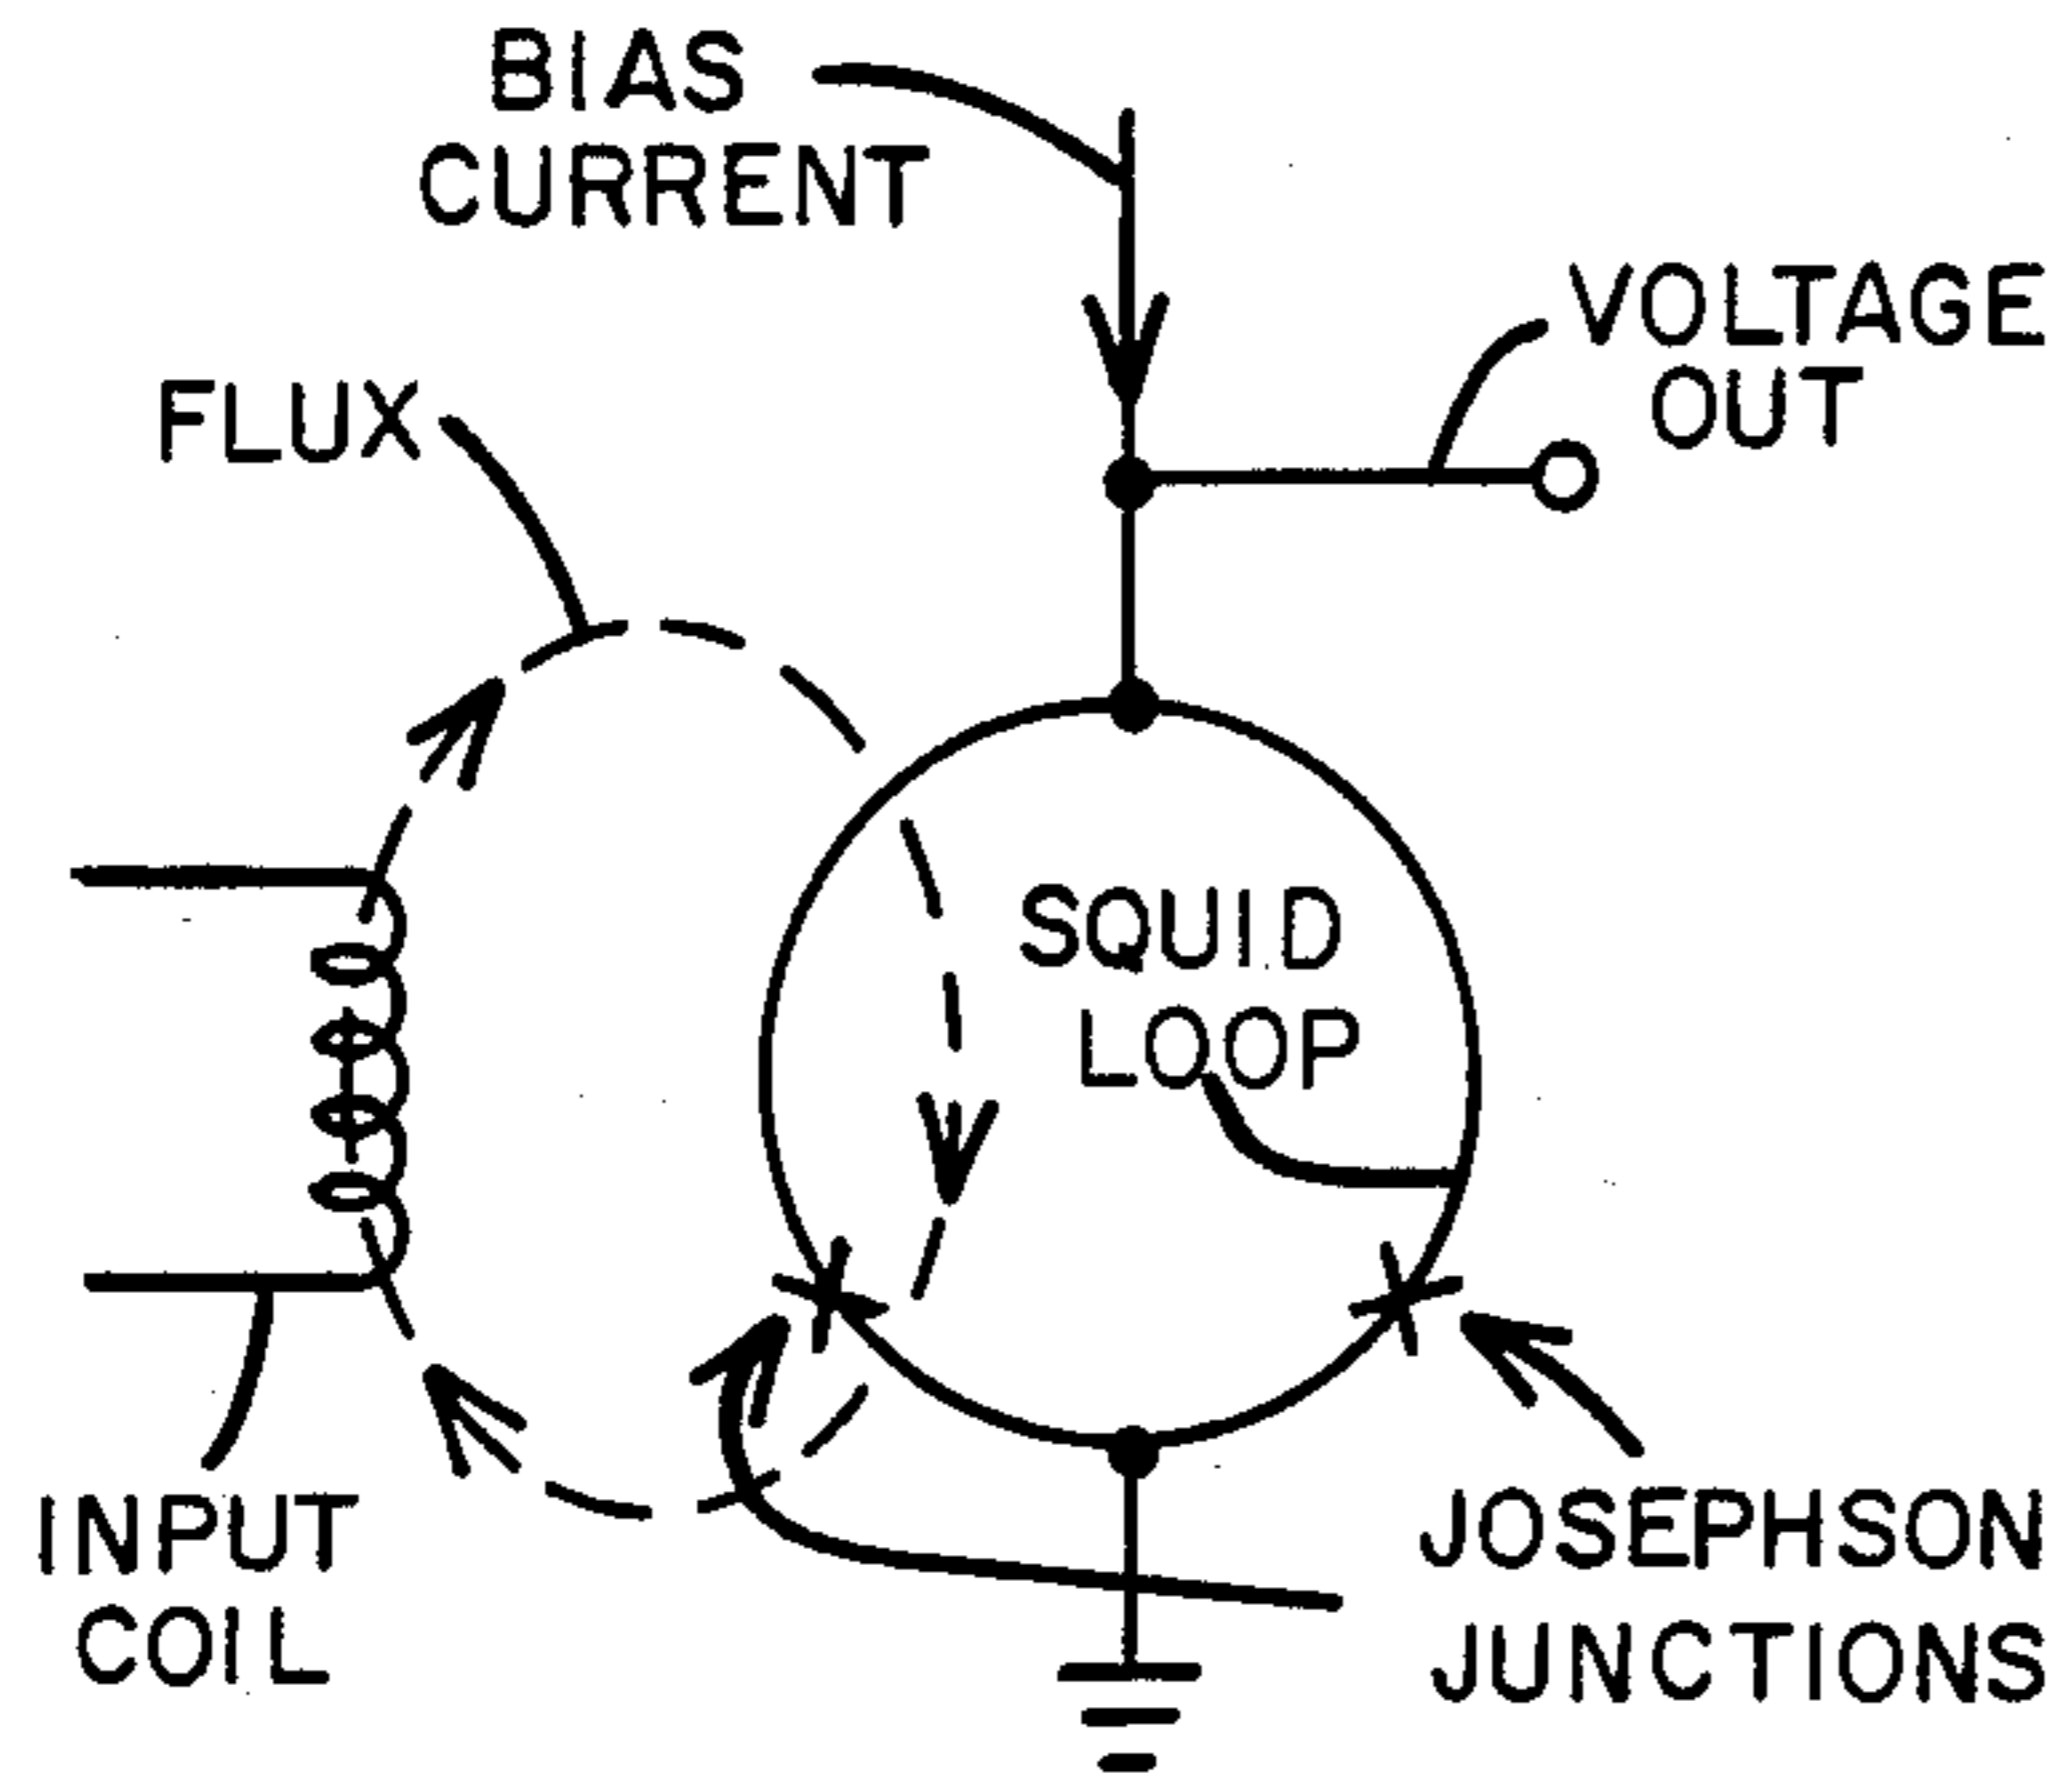 BIAS
CURRENT
VOLTAGE
OUT
FLUX
SQUID
LOOP
INPUT
COIL
JOSEPHSON
JUNCTIONS